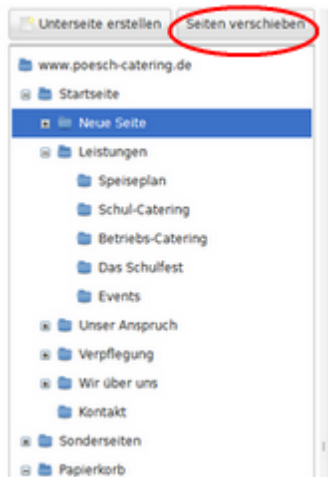 Unterseite erstellen Seiten verschieben
www.poesch-catering.de
Startseite
Neue Seite
Leistungen
Speiseplan
Schul-Catering
Betriebs-Catering
Das Schulfest
Events
Unser Anspruch
Verpflegung
Wir über uns
Kontakt
Sonderseiten
Papierkorb